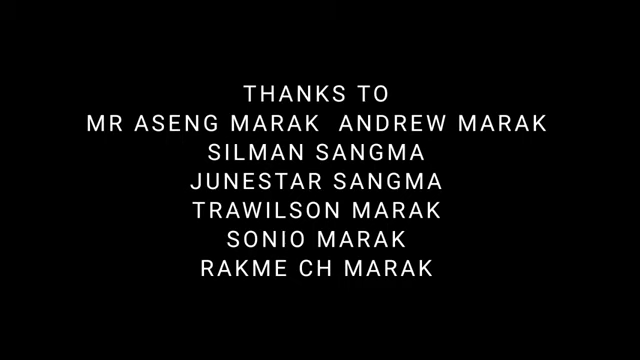 THANKS TO
MR ASENG MARAK  ANDREW MARAK
SILMAN SANGMA
JUNESTAR SANGMA
TRAWILSON MARAK
SONIO MARAK
RAKME CH MARAK